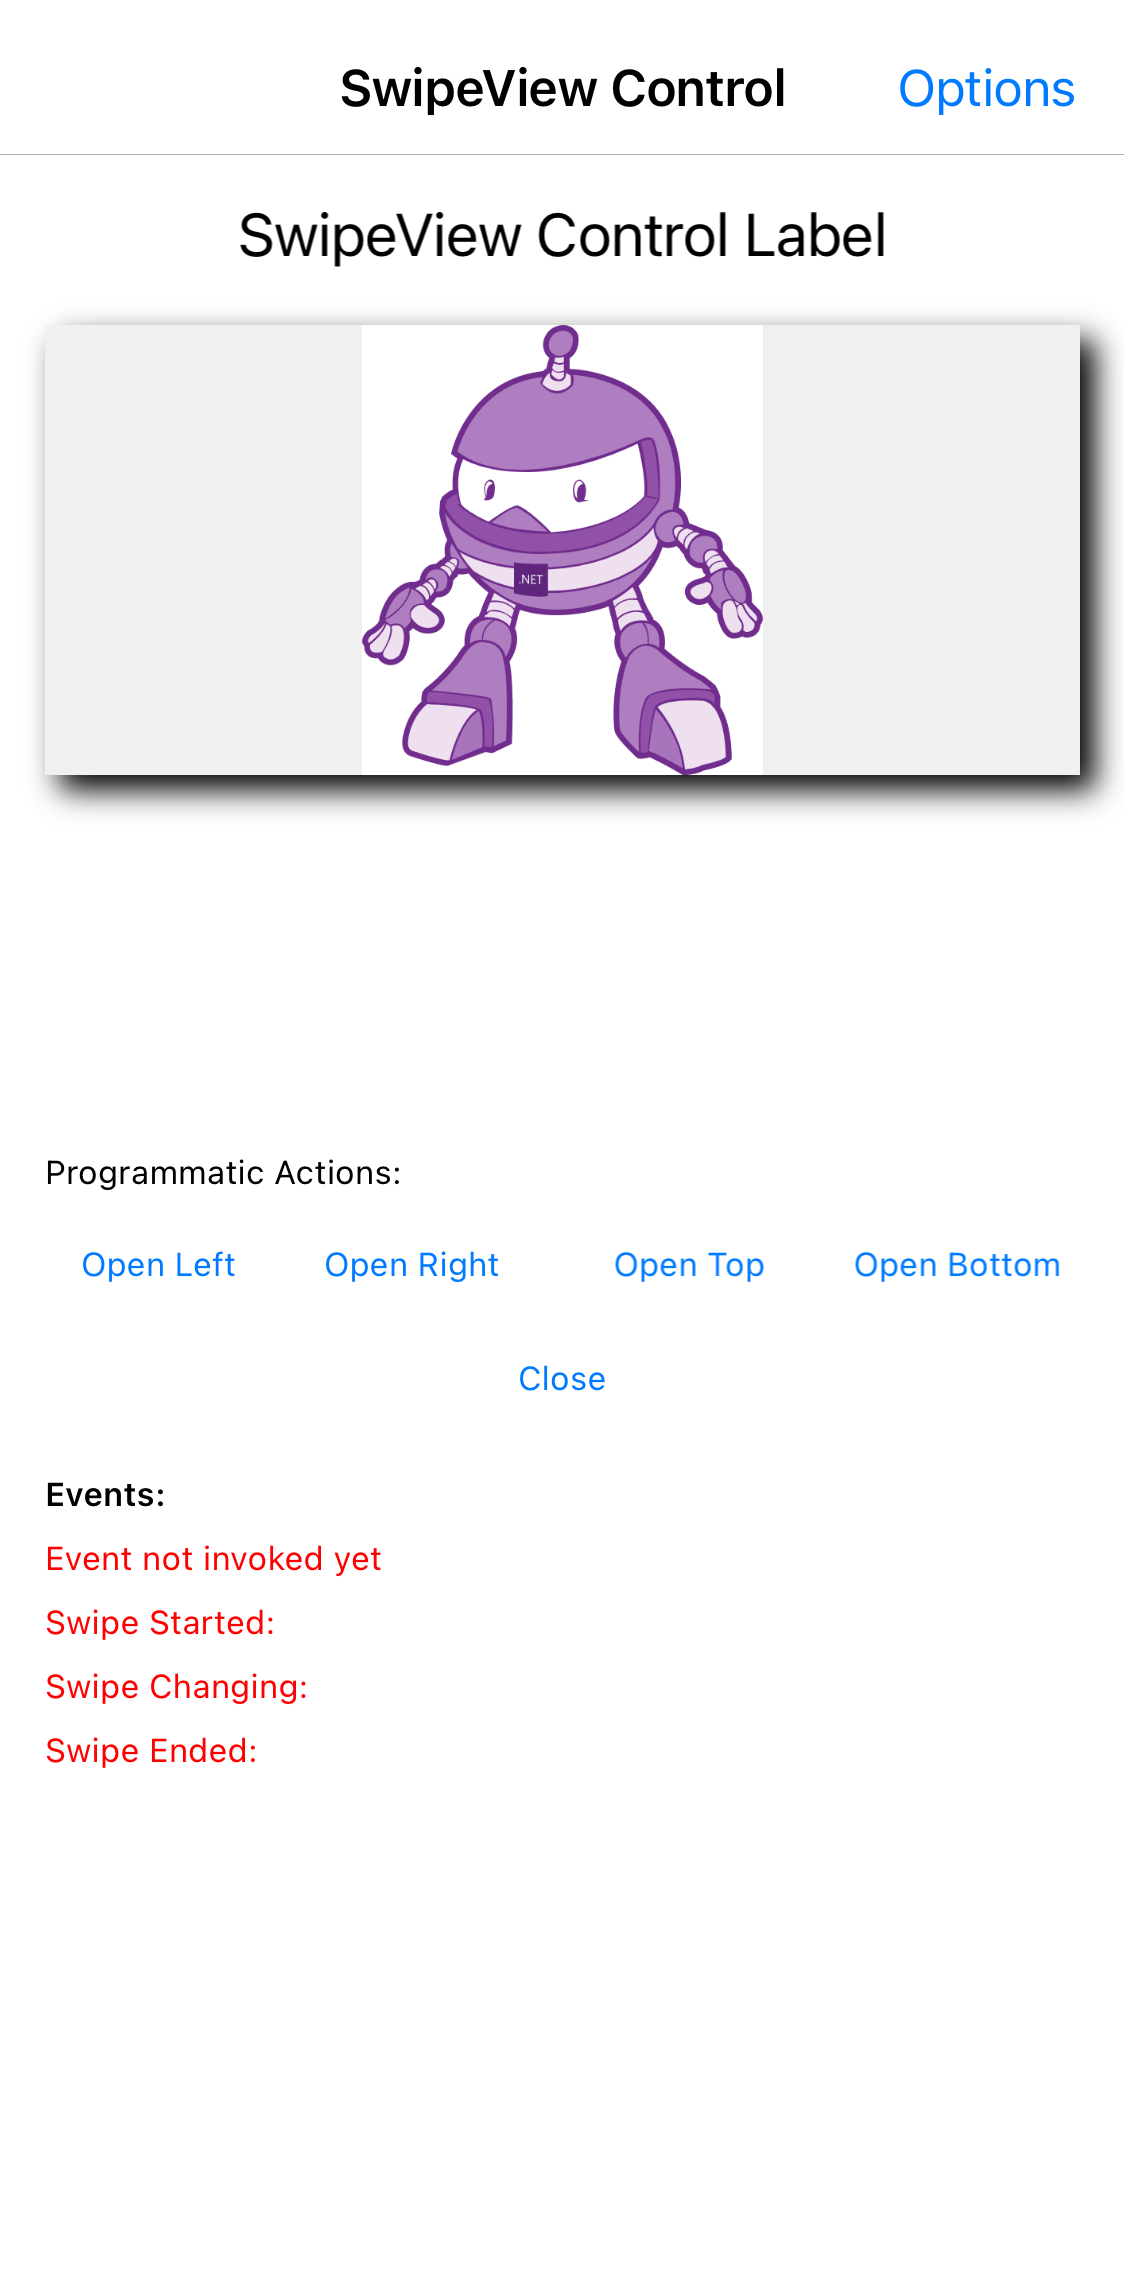 SwipeView Control Options
SwipeView Control Label
.NET
Programmatic Actions:
Open Left Open Right Open Top Open Bottom
Close
Events:
Event not invoked yet
Swipe Started:
Swipe Changing:
Swipe Ended: